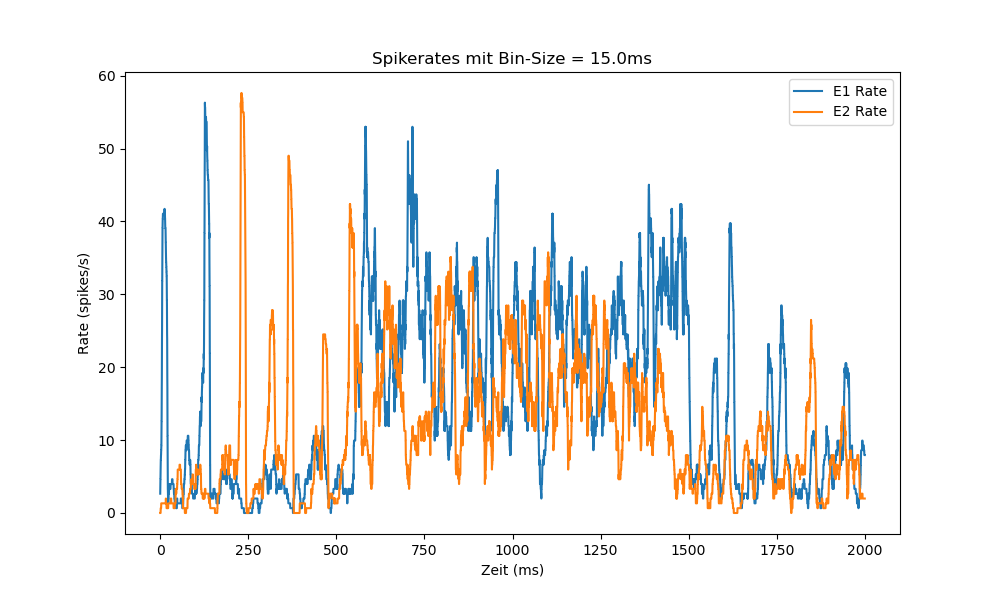 Spikerates mit Bin-Size = 15.0ms
60
50
40
30
20
10
0
Rate (spikes/s)
E1 Rate
E2 Rate
0 250 500 750 1000 1250 1500 1750 2000
Zeit (ms)